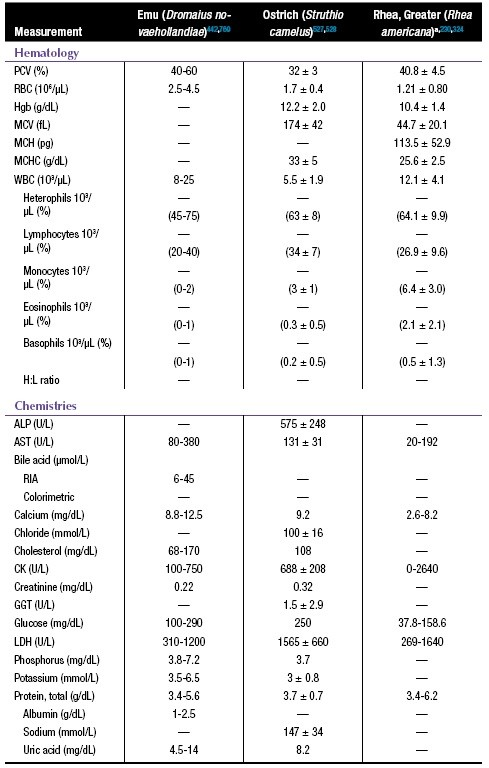 Measurement Emu (Dromaius no-vaehollandiae)442,760 Ostrich (Struthio camelus)527,528 Rhea, Greater (Rhea americana)a,230,324
Hematology
PCV (%) 40-60 32 ± 3 40.8 ± 4.5
RBC (10⁶/µL) 2.5-4.5 1.7 ± 0.4 1.21 ± 0.80
Hgb (g/dL) — 12.2 ± 2.0 10.4 ± 1.4
MCV (fL) — 174 ± 42 44.7 ± 20.1
MCH (pg) — — 113.5 ± 52.9
MCHC (g/dL) — 33 ± 5 25.6 ± 2.5
WBC (10³/µL) 8-25 5.5 ± 1.9 12.1 ± 4.1
Heterophils 10³/ — — —
µL (%) (45-75) (63 ± 8) (64.1 ± 9.9)
Lymphocytes 10³/ — — —
µL (%) (20-40) (34 ± 7) (26.9 ± 9.6)
Monocytes 10³/ — — —
µL (%) (0-2) (3 ± 1) (6.4 ± 3.0)
Eosinophils 10³/ — — —
µL (%) (0-1) (0.3 ± 0.5) (2.1 ± 2.1)
Basophils 10³/µL (%) — — —
(0-1) (0.2 ± 0.5) (0.5 ± 1.3)
H:L ratio — — —
Chemistries
ALP (U/L) — 575 ± 248 —
AST (U/L) 80-380 131 ± 31 20-192
Bile acid (µmol/L)
RIA 6-45 — —
Colorimetric — — —
Calcium (mg/dL) 8.8-12.5 9.2 2.6-8.2
Chloride (mmol/L) — 100 ± 16 —
Cholesterol (mg/dL) 68-170 108 —
CK (U/L) 100-750 688 ± 208 0-2640
Creatinine (mg/dL) 0.22 0.32 —
GGT (U/L) — 1.5 ± 2.9 —
Glucose (mg/dL) 100-290 250 37.8-158.6
LDH (U/L) 310-1200 1565 ± 660 269-1640
Phosphorus (mg/dL) 3.8-7.2 3.7 —
Potassium (mmol/L) 3.5-6.5 3 ± 0.8 —
Protein, total (g/dL) 3.4-5.6 3.7 ± 0.7 3.4-6.2
Albumin (g/dL) 1-2.5 — —
Sodium (mmol/L) — 147 ± 34 —
Uric acid (mg/dL) 4.5-14 8.2 —